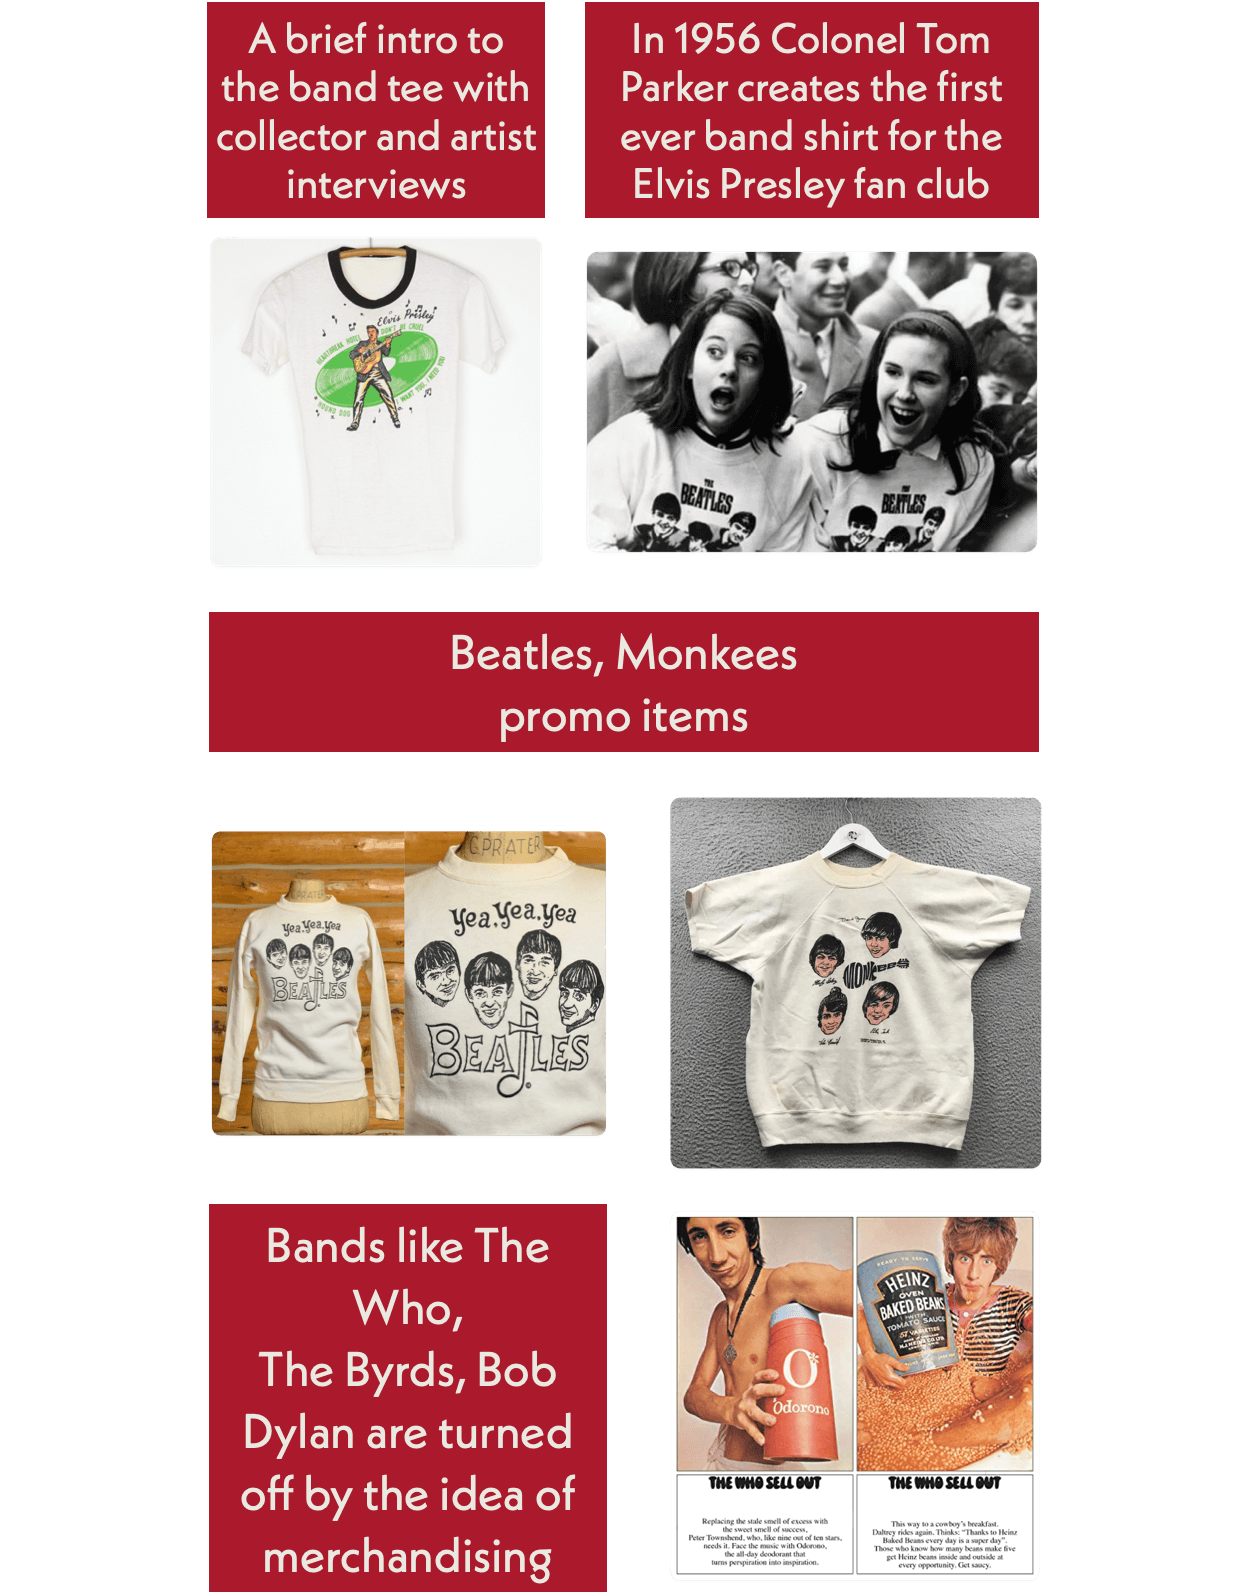 A brief intro to
the band tee with
collector and artist
interviews
In 1956 Colonel Tom
Parker creates the first
ever band shirt for the
Elvis Presley fan club
Elvis Presley
HEARTBREAK HOTEL
DON'T BE CRUEL
HOUND DOG
I WANT YOU, I NEED YOU
THE
BEATLES
THE
BEATLES
Beatles, Monkees
promo items
PRATER
Yea, Yea, Yea
BEATLES
G.PRATER
Yea, Yea, Yea
BEATLES
©
MONKEES
Bands like The
Who,
The Byrds, Bob
Dylan are turned
off by the idea of
merchandising
O
Odorono
THE WHO SELL OUT
Replacing the stale smell of excess with
the sweet smell of success,
Peter Townshend, who, like nine out of ten stars,
needs it. Face the music with Odorono,
the all-day deodorant that
turns perspiration into inspiration.
READY TO SERVE
HEINZ
OVEN
BAKED BEANS
WITH
TOMATO SAUCE
57 VARIETIES
THE WHO SELL OUT
This way to a cowboy's breakfast.
Daltrey rides again. Thinks: "Thanks to Heinz
Baked Beans every day is a super day".
Those who know how many beans make five
get Heinz beans inside and outside at
every opportunity. Get saucy.